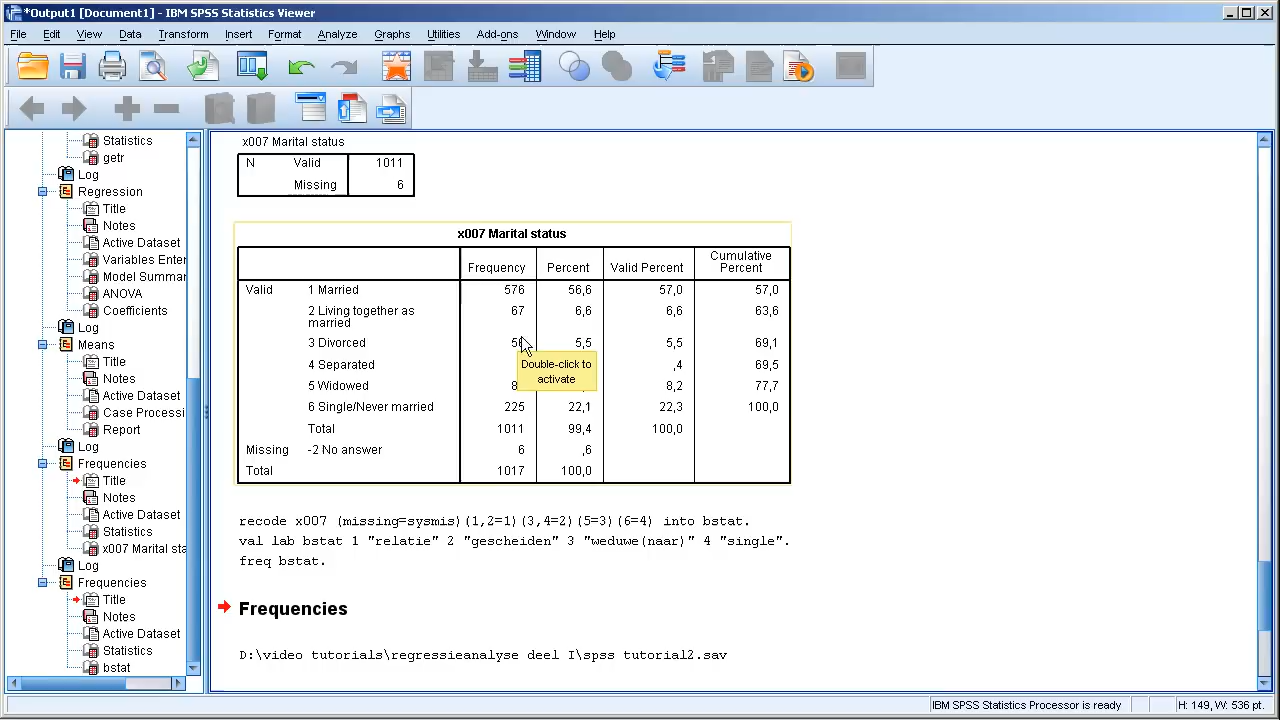 *Output1 [Document1] - IBM SPSS Statistics Viewer
File Edit View Data Transform Insert Format Analyze Graphs Utilities Add-ons Window Help
Statistics
getr
Log
Regression
Title
Notes
Active Dataset
Variables Enter
Model Summar
ANOVA
Coefficients
Log
Means
Title
Notes
Active Dataset
Case Processi
Report
Log
Frequencies
Title
Notes
Active Dataset
Statistics
x007 Marital sta
Log
Frequencies
Title
Notes
Active Dataset
Statistics
bstat
x007 Marital status
N Valid 1011
Missing 6
x007 Marital status
Frequency Percent Valid Percent Cumulative Percent
Valid 1 Married 576 56,6 57,0 57,0
2 Living together as married 67 6,6 6,6 63,6
3 Divorced 5,5 5,5 69,1
4 Separated ,4 69,5
5 Widowed 8,2 77,7
6 Single/Never married 225 22,1 22,3 100,0
Total 1011 99,4 100,0
Missing -2 No answer 6 ,6
Total 1017 100,0
Double-click to
activate
recode x007 (missing=sysmis)(1,2=1)(3,4=2)(5=3)(6=4) into bstat.
val lab bstat 1 "relatie" 2 "gescheiden" 3 "weduwe(naar)" 4 "single".
freq bstat.
Frequencies
D:\video tutorials\regressieanalyse deel I\spss tutorial2.sav
IBM SPSS Statistics Processor is ready H: 149, W: 536 pt.